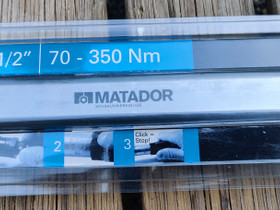 1/2" 70 - 350 Nm
MATADOR
2
3
Click =
Stop!